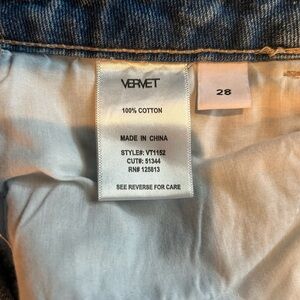 VERVET
28
100% COTTON
MADE IN CHINA
STYLE#: VT1152
CUT#: 51344
RN# 125813
SEE REVERSE FOR CARE